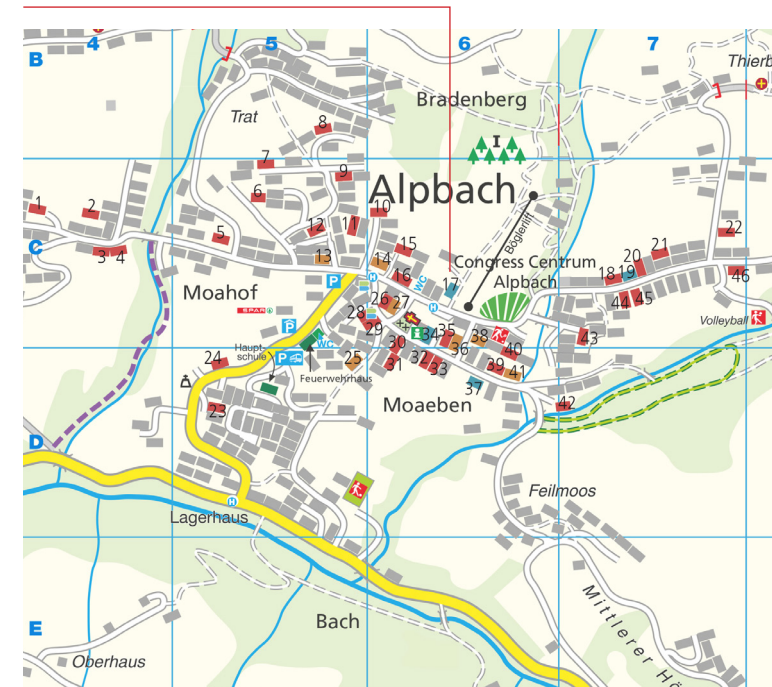 4
5
6
7
B
Thierb
Bradenberg
I
Trat
8
7
9
6
Alpbach
10
1
2
5
12
11
13
14
15
22
C
3 4
Böglerlift
Congress Centrum
Alpbach
20
21
18
19
16
WC
17
H
P
Moahof
26
27
H
44
45
46
SPAR
P
28
29
i
34
35
38
Volleyball
WC
30
36
40
43
Haupt-
schule
24
P
25
32
31
33
39
41
Feuerwehrhaus
37
Moaeben
42
23
D
H
Lagerhaus
Feilmoos
Mittlerer Hö
Bach
E
Oberhaus